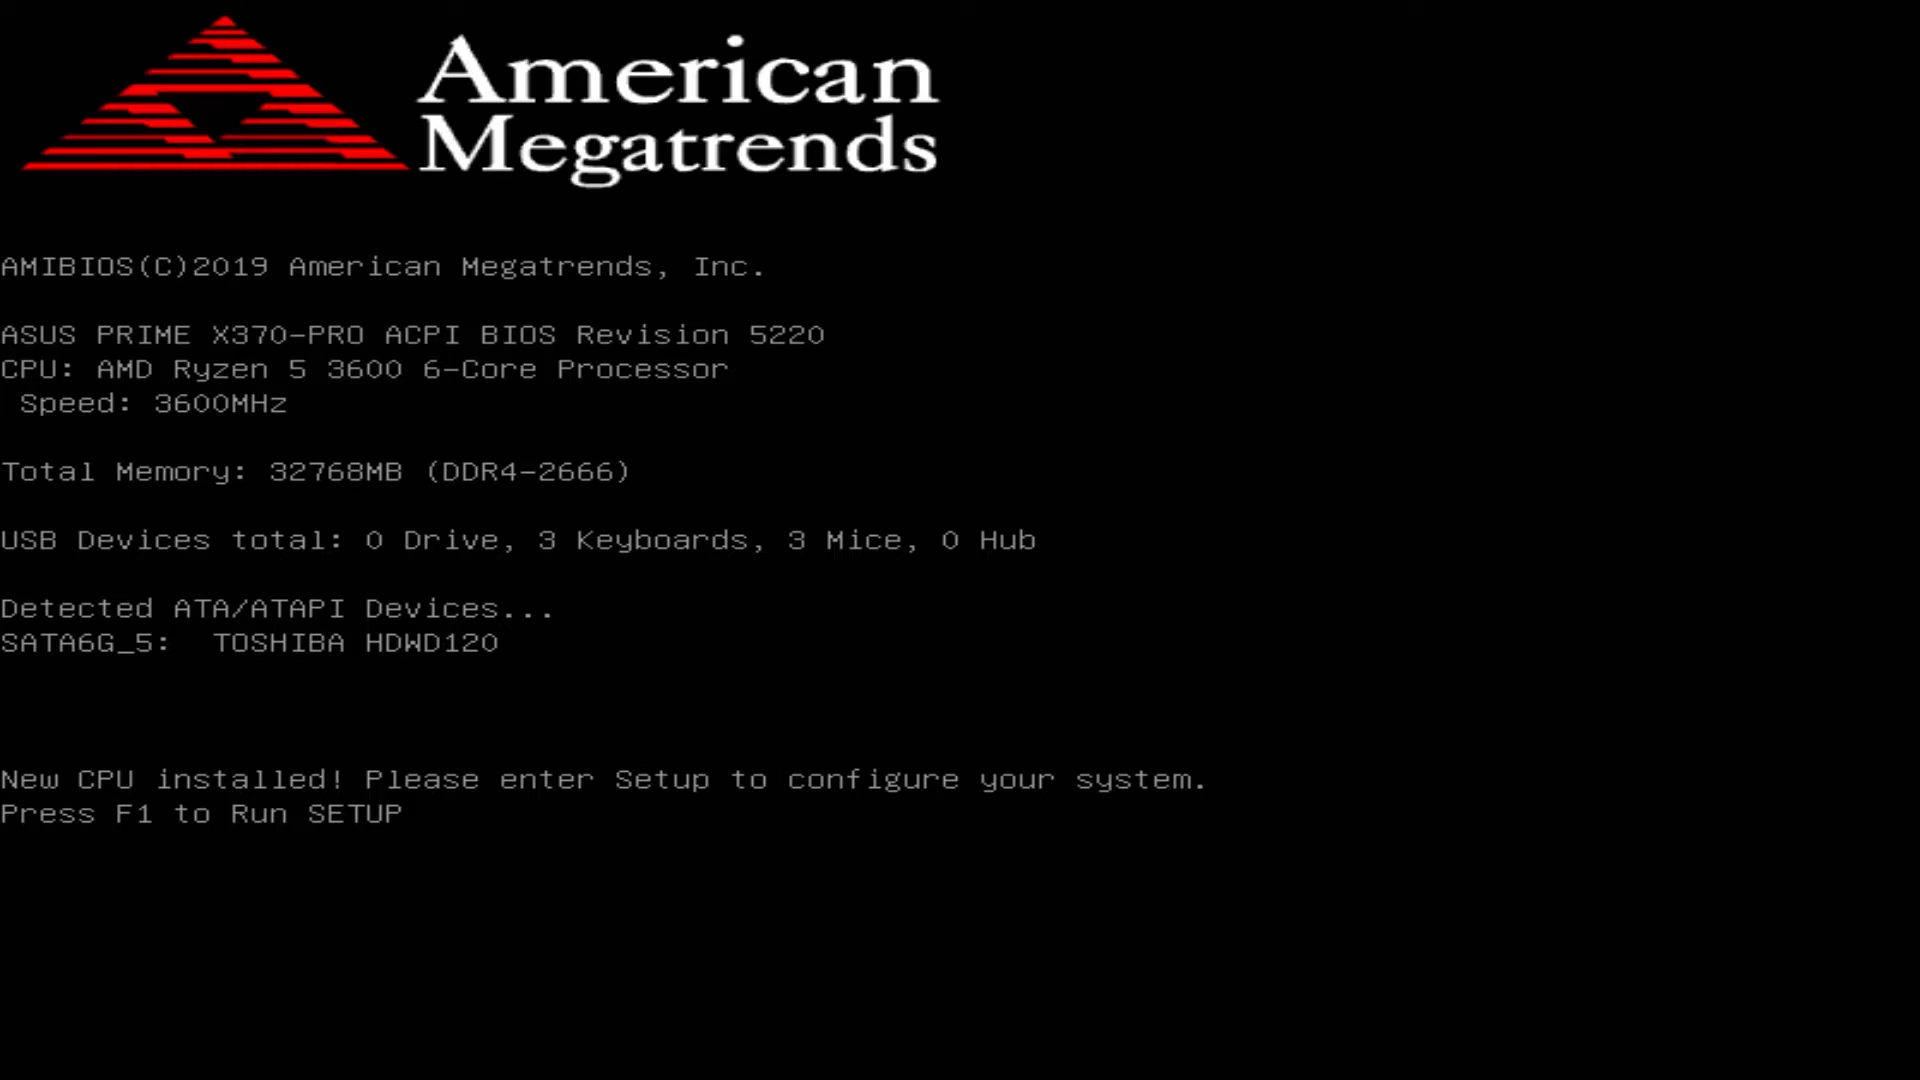 American
Megatrends
AMIBIOS(C)2019 American Megatrends, Inc.
ASUS PRIME X370-PRO ACPI BIOS Revision 5220
CPU: AMD Ryzen 5 3600 6-Core Processor
Speed: 3600MHz
Total Memory: 32768MB (DDR4-2666)
USB Devices total: 0 Drive, 3 Keyboards, 3 Mice, 0 Hub
Detected ATA/ATAPI Devices...
SATA6G_5: TOSHIBA HDWD120
New CPU installed! Please enter Setup to configure your system.
Press F1 to Run SETUP